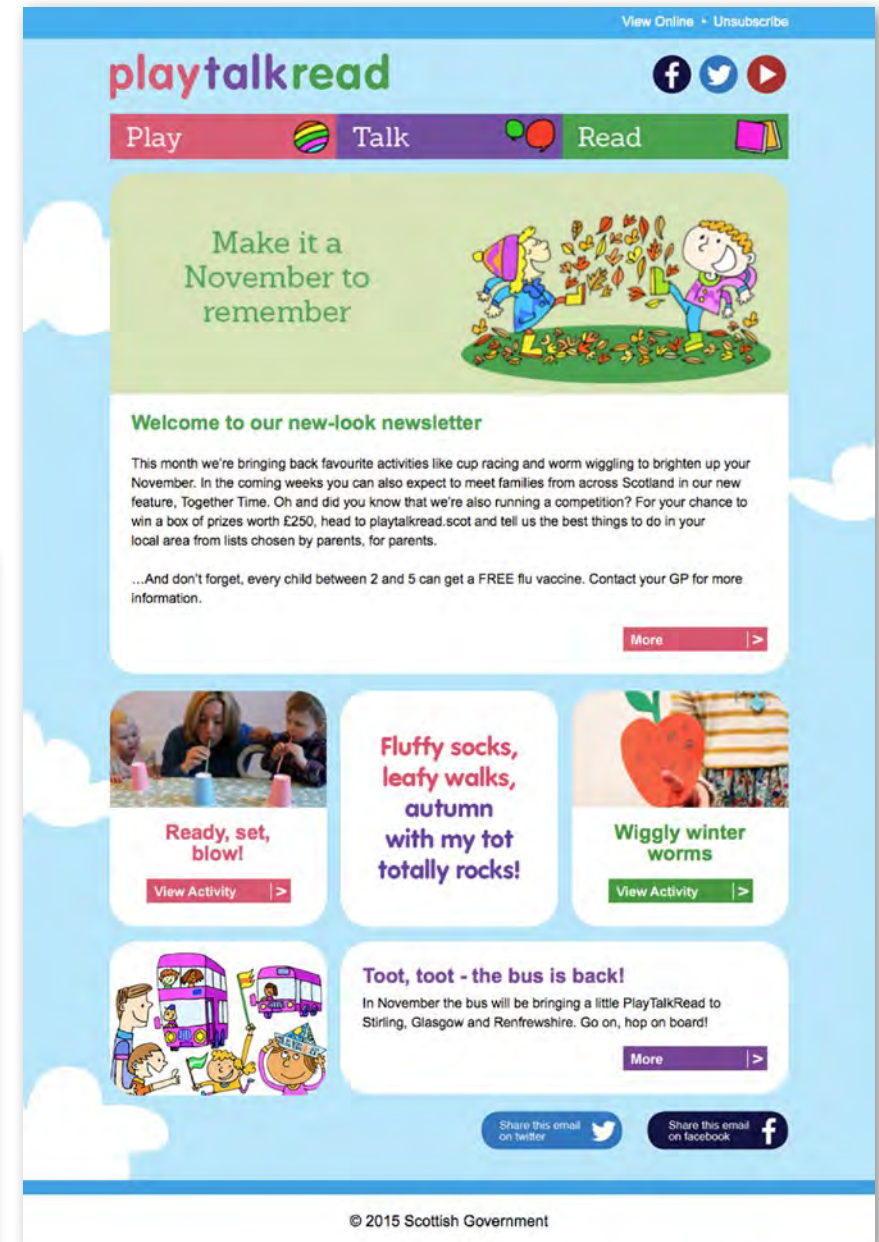 View Online • Unsubscribe
playtalkread
Play
Talk
Read
Make it a
November to
remember
Welcome to our new-look newsletter
This month we're bringing back favourite activities like cup racing and worm wiggling to brighten up your
November. In the coming weeks you can also expect to meet families from across Scotland in our new
feature, Together Time. Oh and did you know that we're also running a competition? For your chance to
win a box of prizes worth £250, head to playtalkread.scot and tell us the best things to do in your
local area from lists chosen by parents, for parents.
…And don't forget, every child between 2 and 5 can get a FREE flu vaccine. Contact your GP for more
information.
More >
Ready, set,
blow!
View Activity >
Fluffy socks,
leafy walks,
autumn
with my tot
totally rocks!
Wiggly winter
worms
View Activity >
Toot, toot - the bus is back!
In November the bus will be bringing a little PlayTalkRead to
Stirling, Glasgow and Renfrewshire. Go on, hop on board!
More >
Share this email
on twitter
Share this email
on facebook
© 2015 Scottish Government